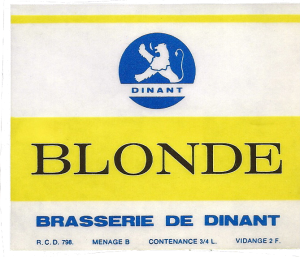 DINANT
BLONDE
BRASSERIE DE DINANT
R.C.D. 798. MENAGE B CONTENANCE 3/4 L. VIDANGE 2 F.